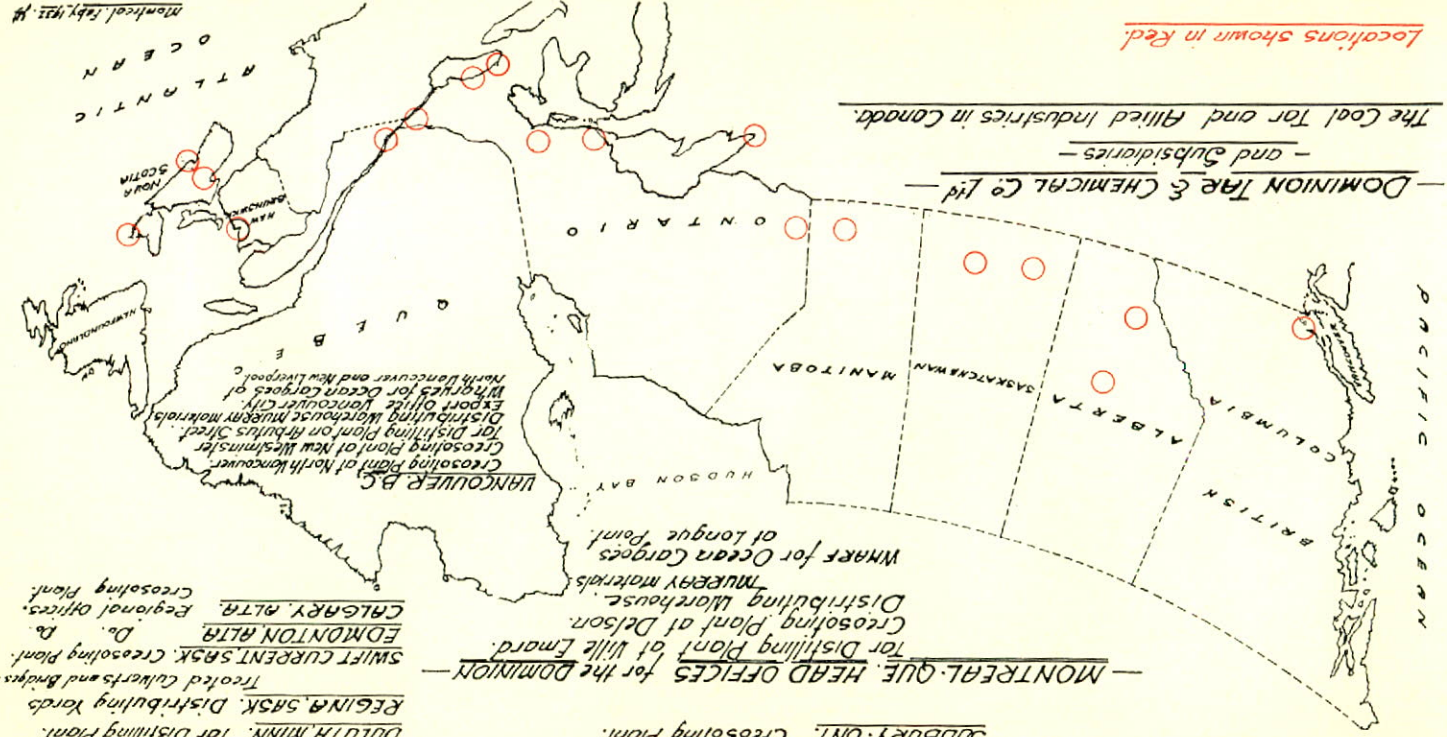 SUDBURY. ONT. Creosoting Plant.
DULUTH, MINN. Tar Distilling Plant.
REGINA, SASK. Distributing Yards
Treated Culverts and Bridges
SWIFT CURRENT, SASK. Creosoting Plant.
EDMONTON ALTA. Do. Do.
CALGARY. ALTA. Regional Offices.
Creosoting Plant.
— MONTREAL. QUE. HEAD OFFICES for the DOMINION —
Tar Distilling Plant at Ville Emard
Creosoting Plant at Delson.
Distributing Warehouse.
MURRAY Materials
WHARF for Ocean Cargoes
at Longue Point.
VANCOUVER B.C.
Creosoting Plant at North Vancouver
Creosoting Plant at New Westminster
Tar Distilling Plant on Arbutus Street.
Distributing Warehouse MURRAY Materials
Export Office Vancouver City.
Wharves for Ocean Cargoes at
North Vancouver and New Liverpool
PACIFIC OCEAN
BRITISH
COLUMBIA
VANCOUVER
ALBERTA
SASKATCHEWAN
MANITOBA
HUDSON BAY
ONTARIO
QUEBEC
NEWFOUNDLAND
NEW
BRUNSWICK
NOVA
SCOTIA
ATLANTIC
OCEAN
— DOMINION TAR & CHEMICAL Co Ltd —
— and Subsidiaries —
The Coal Tar and Allied Industries in Canada.
Locations Shown in Red.
Montreal. Feby.